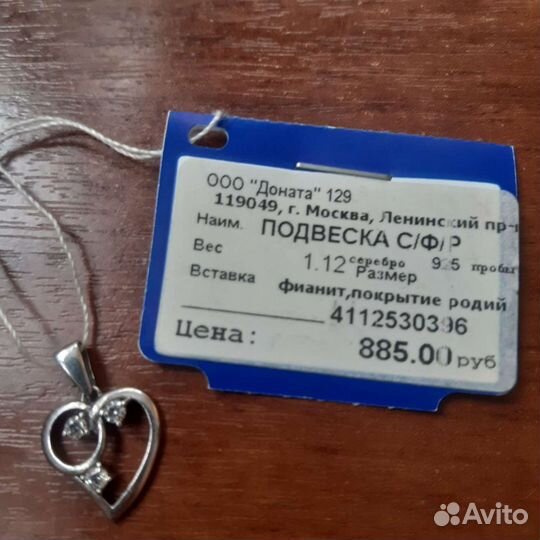 ООО "Доната" 129
119049, г. Москва, Ленинский пр-
Наим. ПОДВЕСКА С/Ф/Р
Вес 1.12 серебро 925 пробы
Вставка Размер
фианит,покрытие родий
4112530396
Цена: 885.00 руб
Avito